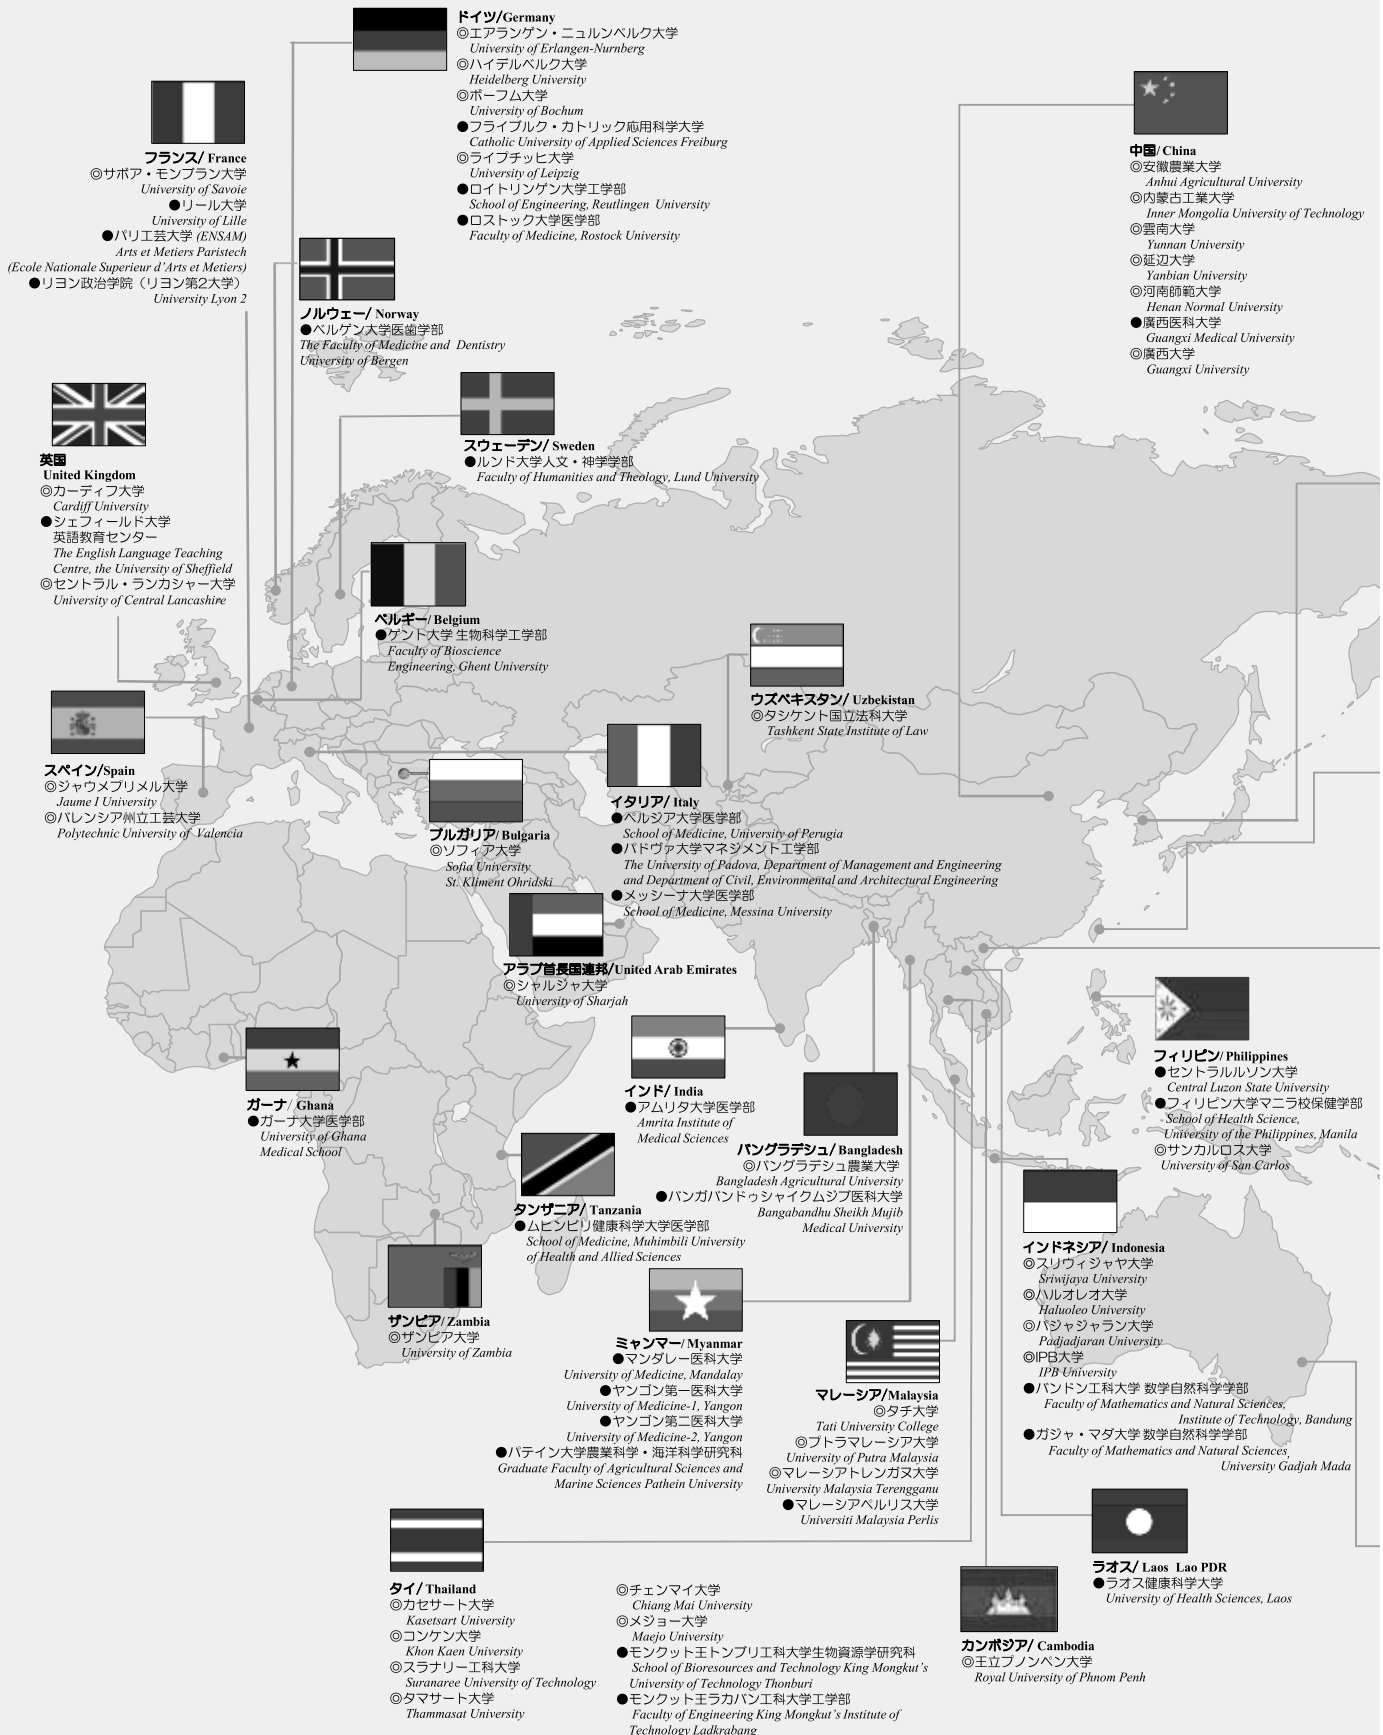 ドイツ/Germany
◎エアランゲン・ニュルンベルク大学
University of Erlangen-Nurnberg
◎ハイデルベルク大学
Heidelberg University
◎ボーフム大学
University of Bochum
●フライブルク・カトリック応用科学大学
Catholic University of Applied Sciences Freiburg
◎ライプチッヒ大学
University of Leipzig
●ロイトリンゲン大学工学部
School of Engineering, Reutlingen University
●ロストック大学医学部
Faculty of Medicine, Rostock University
フランス/ France
◎サボア・モンブラン大学
University of Savoie
●リール大学
University of Lille
●パリ工芸大学 (ENSAM)
Arts et Metiers Paristech
(Ecole Nationale Superieur d'Arts et Metiers)
●リヨン政治学院（リヨン第2大学）
University Lyon 2
中国/ China
◎安徽農業大学
Anhui Agricultural University
◎内蒙古工業大学
Inner Mongolia University of Technology
◎雲南大学
Yunnan University
◎延辺大学
Yanbian University
◎河南師範大学
Henan Normal University
●廣西医科大学
Guangxi Medical University
◎廣西大学
Guangxi University
ノルウェー/ Norway
●ベルゲン大学医歯学部
The Faculty of Medicine and Dentistry
University of Bergen
スウェーデン/ Sweden
●ルンド大学人文・神学学部
Faculty of Humanities and Theology, Lund University
英国
United Kingdom
◎カーディフ大学
Cardiff University
●シェフィールド大学
英語教育センター
The English Language Teaching
Centre, the University of Sheffield
◎セントラル・ランカシャー大学
University of Central Lancashire
ベルギー/ Belgium
●ゲント大学 生物科学工学部
Faculty of Bioscience
Engineering, Ghent University
ウズベキスタン/ Uzbekistan
◎タシケント国立法科大学
Tashkent State Institute of Law
スペイン/Spain
◎ジャウメプリメル大学
Jaume I University
◎バレンシア州立工芸大学
Polytechnic University of Valencia
イタリア/ Italy
●ペルジア大学医学部
School of Medicine, University of Perugia
●パドヴァ大学マネジメント工学部
The University of Padova, Department of Management and Engineering
and Department of Civil, Environmental and Architectural Engineering
●メッシーナ大学医学部
School of Medicine, Messina University
ブルガリア/ Bulgaria
◎ソフィア大学
Sofia University
St. Kliment Ohridski
アラブ首長国連邦/United Arab Emirates
◎シャルジャ大学
University of Sharjah
フィリピン/ Philippines
●セントラルルソン大学
Central Luzon State University
●フィリピン大学マニラ校保健学部
School of Health Science,
University of the Philippines, Manila
◎サンカルロス大学
University of San Carlos
インド/ India
●アムリタ大学医学部
Amrita Institute of
Medical Sciences
ガーナ/ Ghana
●ガーナ大学医学部
University of Ghana
Medical School
バングラデシュ/ Bangladesh
◎バングラデシュ農業大学
Bangladesh Agricultural University
●バンガバンドゥシャイクムジブ医科大学
Bangabandhu Sheikh Mujib
Medical University
タンザニア/ Tanzania
●ムヒンビリ健康科学大学医学部
School of Medicine, Muhimbili University
of Health and Allied Sciences
インドネシア/ Indonesia
◎スリウィジャヤ大学
Sriwijaya University
◎ハルオレオ大学
Haluoleo University
◎パジャジャラン大学
Padjadjaran University
◎IPB大学
IPB University
●バンドン工科大学 数学自然科学学部
Faculty of Mathematics and Natural Sciences,
Institute of Technology, Bandung
●ガジャ・マダ大学 数学自然科学学部
Faculty of Mathematics and Natural Sciences,
University Gadjah Mada
ザンビア/ Zambia
◎ザンビア大学
University of Zambia
ミャンマー/ Myanmar
●マンダレー医科大学
University of Medicine, Mandalay
●ヤンゴン第一医科大学
University of Medicine-1, Yangon
●ヤンゴン第二医科大学
University of Medicine-2, Yangon
●パテイン大学農業科学・海洋科学研究科
Graduate Faculty of Agricultural Sciences and
Marine Sciences Pathein University
マレーシア/Malaysia
◎タチ大学
Tati University College
◎プトラマレーシア大学
University of Putra Malaysia
◎マレーシアトレンガヌ大学
University Malaysia Terengganu
●マレーシアペルリス大学
Universiti Malaysia Perlis
ラオス/ Laos Lao PDR
●ラオス健康科学大学
University of Health Sciences, Laos
タイ/ Thailand
◎カセサート大学
Kasetsart University
◎コンケン大学
Khon Kaen University
◎スラナリー工科大学
Suranaree University of Technology
◎タマサート大学
Thammasat University
◎チェンマイ大学
Chiang Mai University
◎メジョー大学
Maejo University
●モンクット王トンブリ工科大学生物資源学研究科
School of Bioresources and Technology King Mongkut's
University of Technology Thonburi
●モンクット王ラカバン工科大学工学部
Faculty of Engineering King Mongkut's Institute of
Technology Ladkrabang
カンボジア/ Cambodia
◎王立プノンペン大学
Royal University of Phnom Penh